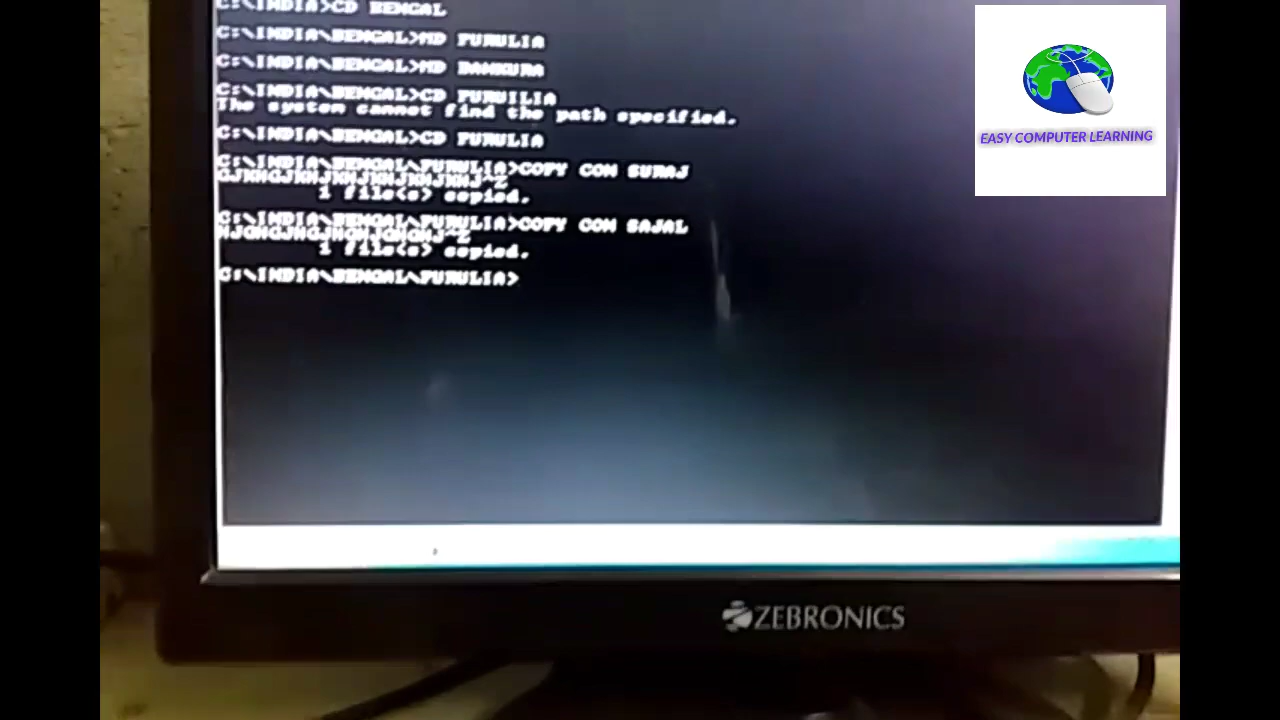 C:\INDIA>CD BENGAL
C:\INDIA\BENGAL>MD PURULIA
C:\INDIA\BENGAL>MD BANKURA
C:\INDIA\BENGAL>CD PURUILIA
The system cannot find the path specified.
C:\INDIA\BENGAL>CD PURULIA
C:\INDIA\BENGAL\PURULIA>COPY CON SURAJ
1 file(s) copied.
C:\INDIA\BENGAL\PURULIA>COPY CON SAJAL
1 file(s) copied.
C:\INDIA\BENGAL\PURULIA>
EASY COMPUTER LEARNING
ZEBRONICS